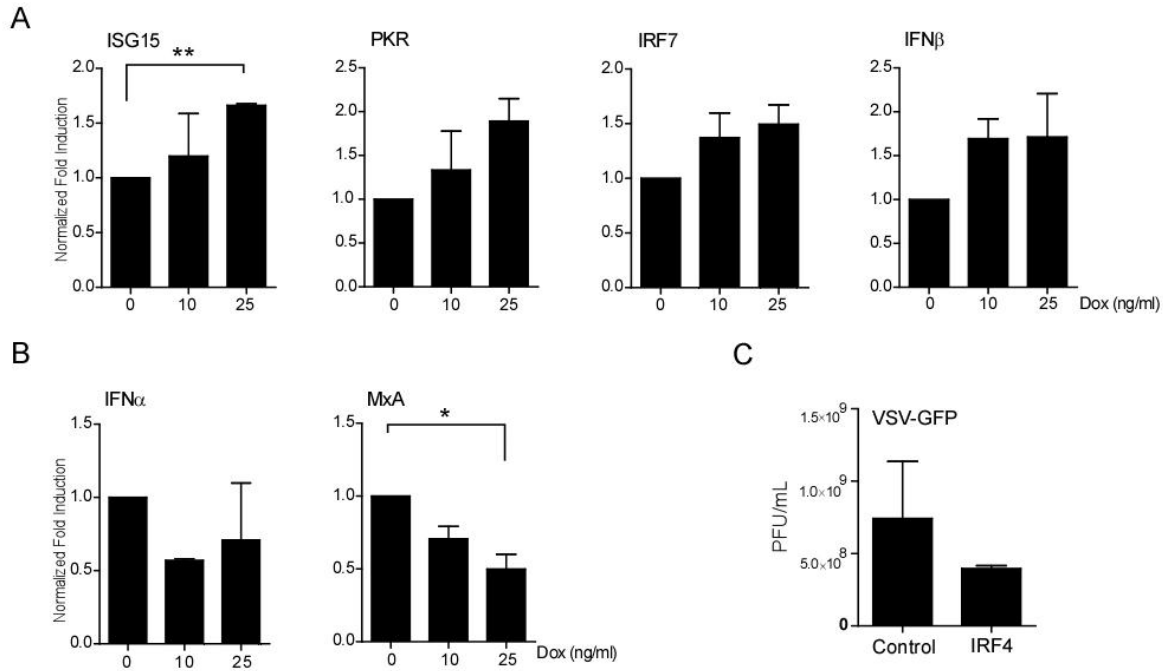 A
ISG15
PKR
IRF7
IFNβ
**
Normalized Fold Induction
2.0
1.5
1.0
0.5
0.0
2.5
2.0
1.5
1.0
0.5
0.0
2.0
1.5
1.0
0.5
0.0
2.5
2.0
1.5
1.0
0.5
0.0
0 10 25
0 10 25
0 10 25
0 10 25 Dox (ng/ml)
B
IFNα
MxA
*
Normalized Fold Induction
1.5
1.0
0.5
0.0
1.5
1.0
0.5
0.0
0 10 25
0 10 25 Dox (ng/ml)
C
VSV-GFP
PFU/mL
1.5×10⁹
1.0×10⁹
5.0×10⁸
0
Control IRF4